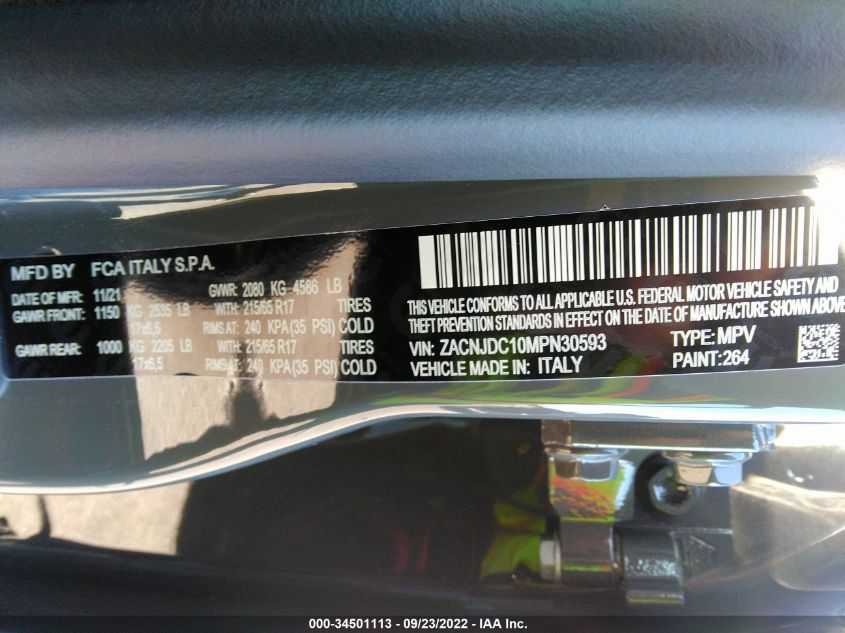 MFD BY FCA ITALY S.P.A.
DATE OF MFR: 11/21 GVWR: 2080 KG 4586 LB
GAWR FRONT: 1150 KG 2535 LB WITH: 215/65 R17 TIRES
17x6,5 RIMS AT: 240 KPA(35 PSI) COLD
GAWR REAR: 1000 KG 2205 LB WITH: 215/65 R17 TIRES
17x6,5 RIMS AT: 240 KPA(35 PSI) COLD
THIS VEHICLE CONFORMS TO ALL APPLICABLE U.S. FEDERAL MOTOR VEHICLE SAFETY AND
THEFT PREVENTION STANDARDS IN EFFECT ON THE DATE OF MANUFACTURE SHOWN ABOVE
VIN: ZACNJDC10MPN30593 TYPE: MPV
VEHICLE MADE IN: ITALY PAINT:264
000-34501113 - 09/23/2022 - IAA Inc.